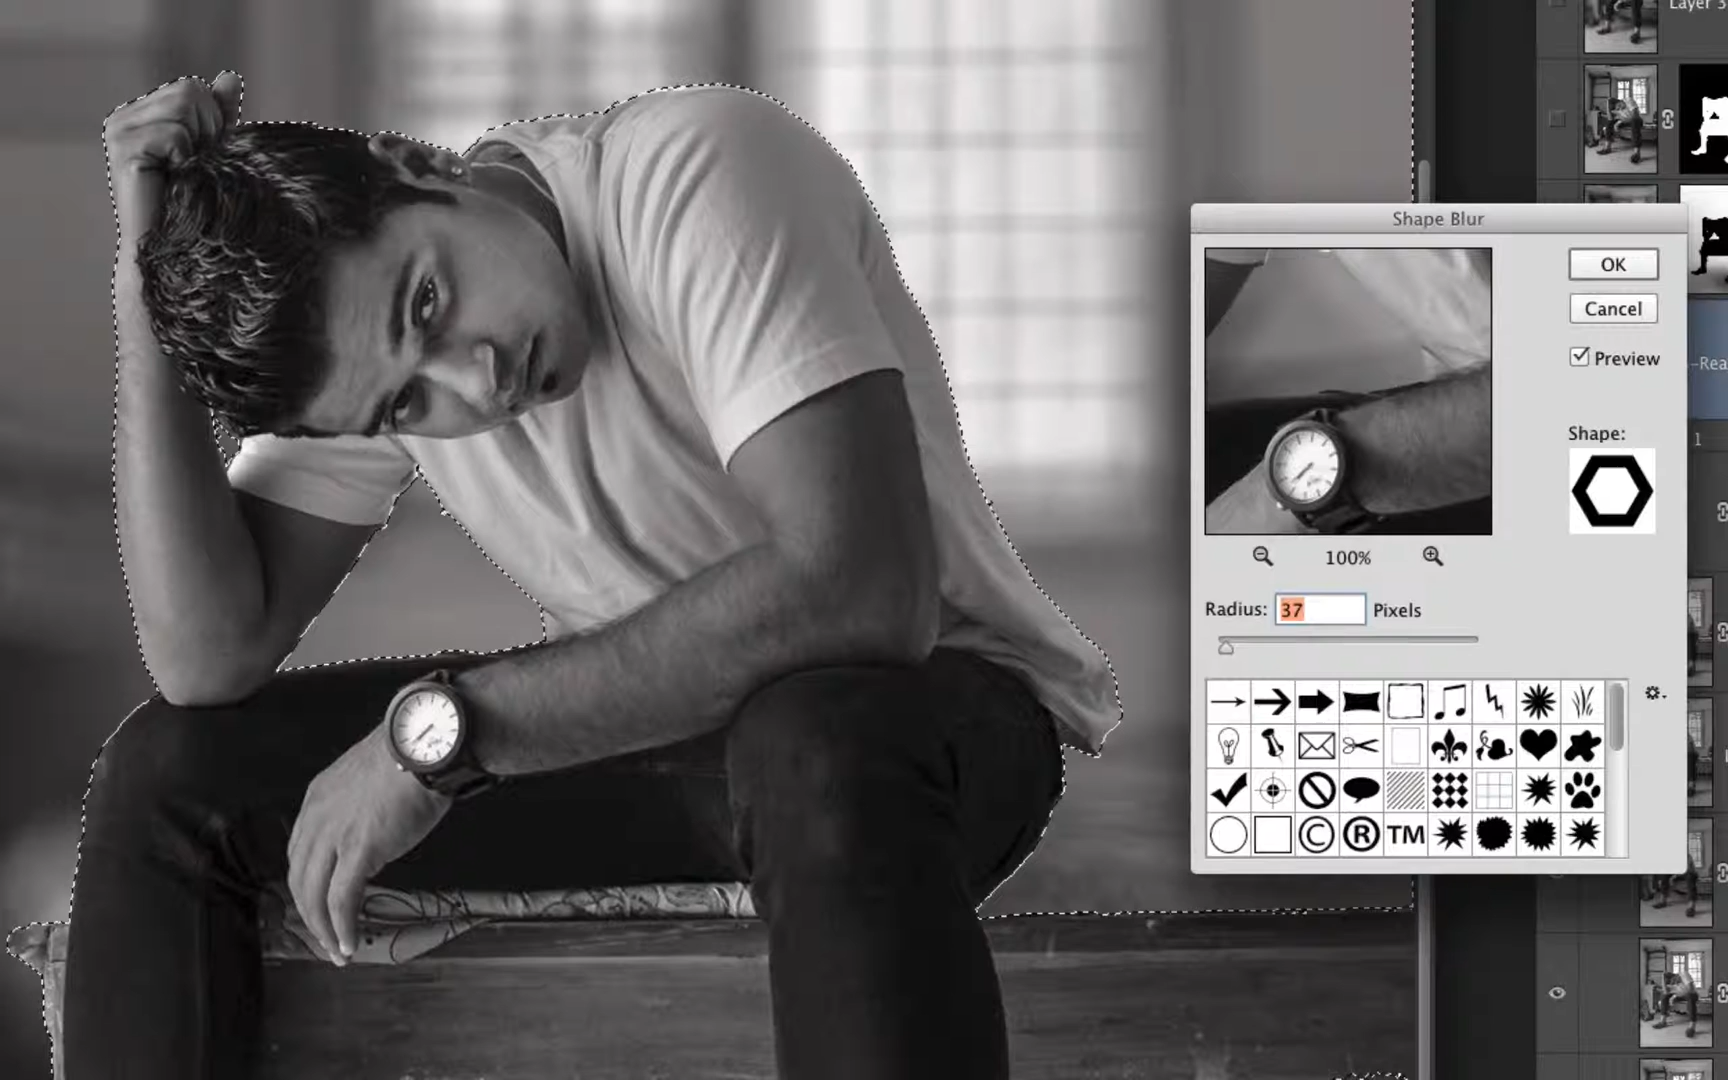 Layer 3
Shape Blur
OK
Cancel
Preview
-Rea
Shape:
1
100%
Radius: 37 Pixels
© ® TM